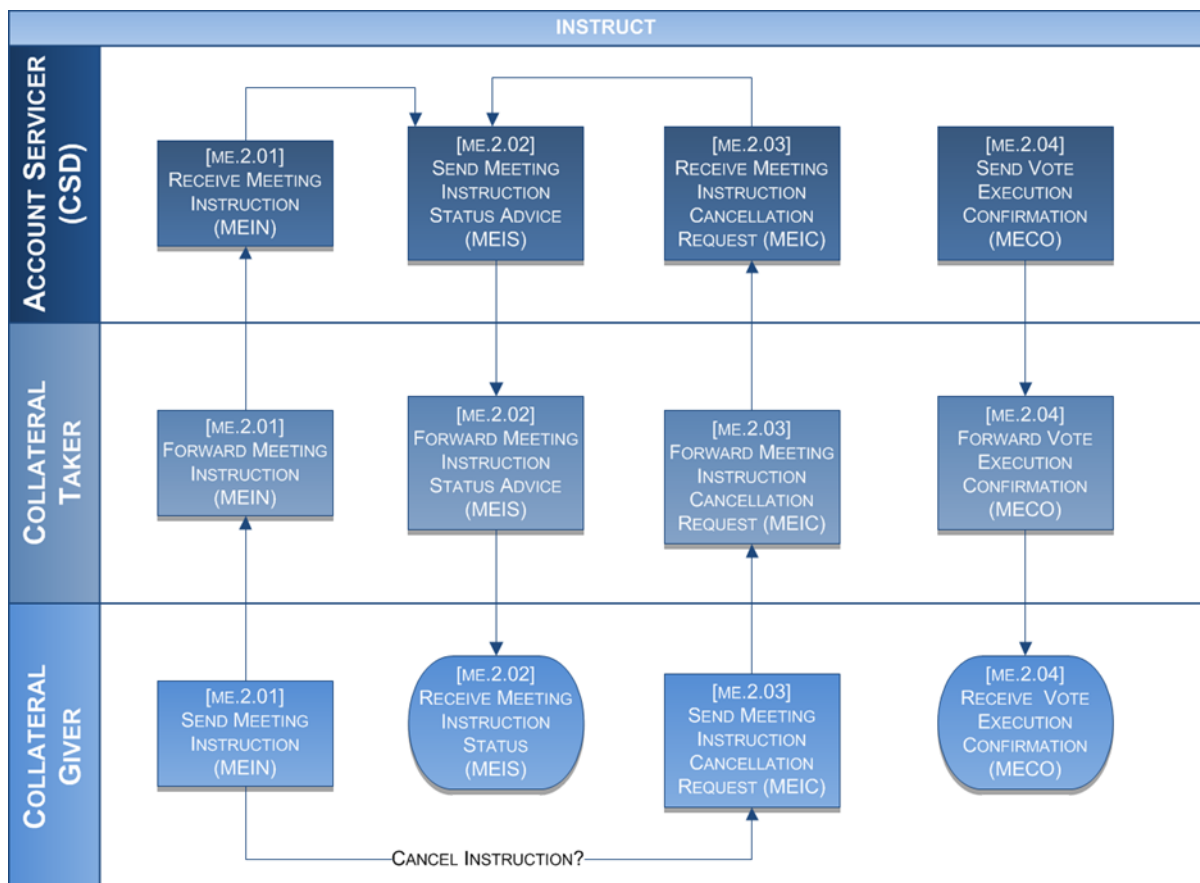 INSTRUCT
ACCOUNT SERVICER
(CSD)
[ME.2.01]
RECEIVE MEETING
INSTRUCTION
(MEIN)
[ME.2.02]
SEND MEETING
INSTRUCTION
STATUS ADVICE
(MEIS)
[ME.2.03]
RECEIVE MEETING
INSTRUCTION
CANCELLATION
REQUEST (MEIC)
[ME.2.04]
SEND VOTE
EXECUTION
CONFIRMATION
(MECO)
COLLATERAL
TAKER
[ME.2.01]
FORWARD MEETING
INSTRUCTION
(MEIN)
[ME.2.02]
FORWARD MEETING
INSTRUCTION
STATUS ADVICE
(MEIS)
[ME.2.03]
FORWARD MEETING
INSTRUCTION
CANCELLATION
REQUEST (MEIC)
[ME.2.04]
FORWARD VOTE
EXECUTION
CONFIRMATION
(MECO)
COLLATERAL
GIVER
[ME.2.01]
SEND MEETING
INSTRUCTION
(MEIN)
[ME.2.02]
RECEIVE MEETING
INSTRUCTION
STATUS
(MEIS)
[ME.2.03]
SEND MEETING
INSTRUCTION
CANCELLATION
REQUEST (MEIC)
[ME.2.04]
RECEIVE VOTE
EXECUTION
CONFIRMATION
(MECO)
CANCEL INSTRUCTION?